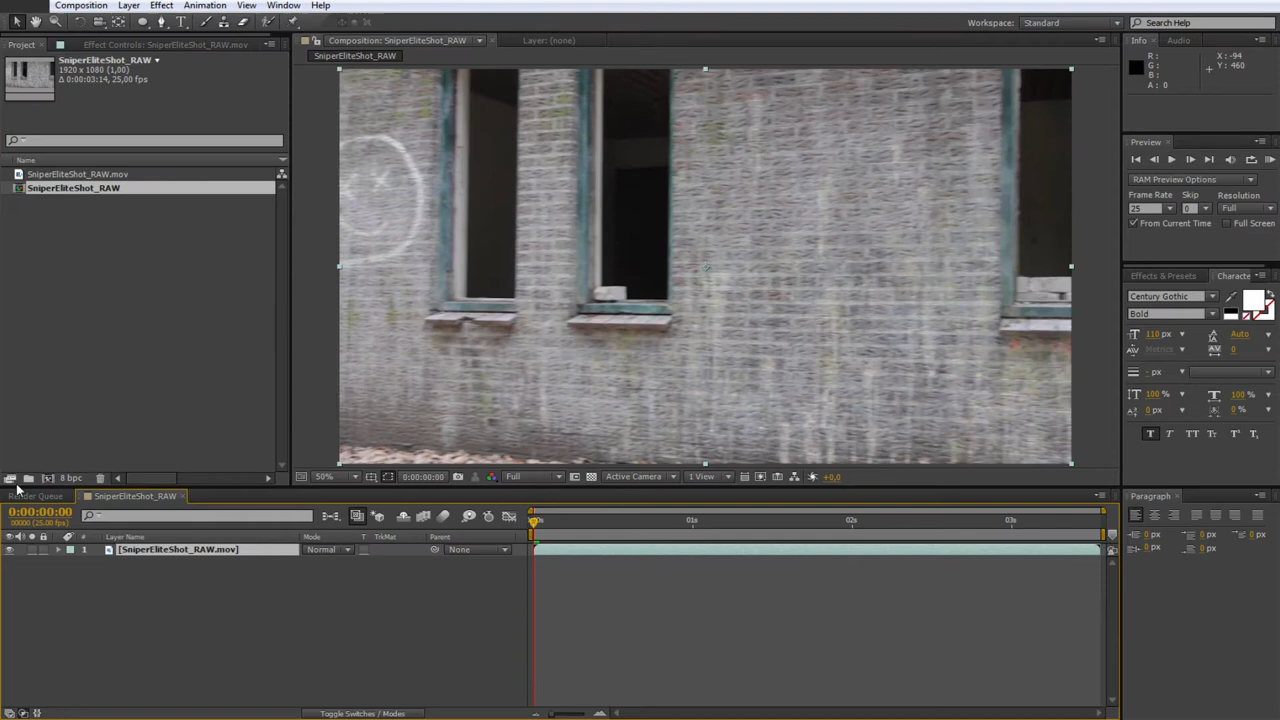 Composition Layer Effect Animation View Window Help
Workspace: Standard Search Help
Project Effect Controls: SniperEliteShot_RAW.mov
Composition: SniperEliteShot_RAW Layer: (none)
Info Audio
SniperEliteShot_RAW
SniperEliteShot_RAW
1920 x 1080 (1,00)
Δ 0:00:03:14, 25,00 fps
R :
G :
B :
A : 0
X : -94
Y : 460
Preview
RAM Preview Options
Frame Rate Skip Resolution
25 0 Full
From Current Time Full Screen
Name
SniperEliteShot_RAW.mov
SniperEliteShot_RAW
Effects & Presets Characte
Century Gothic
Bold
110 px Auto
Metrics 0
- px
100 % 100 %
0 px 0 %
T T TT Tr T¹ T₁
8 bpc
50% 0:00:00:00 Full Active Camera 1 View +0,0
Render Queue SniperEliteShot_RAW
Paragraph
0:00:00:00
00000 (25.00 fps)
01s 02s 03s
# Layer Name Mode T TrkMat Parent
1 [SniperEliteShot_RAW.mov] Normal None
0 px 0 px 0 px
0 px 0 px
Toggle Switches / Modes